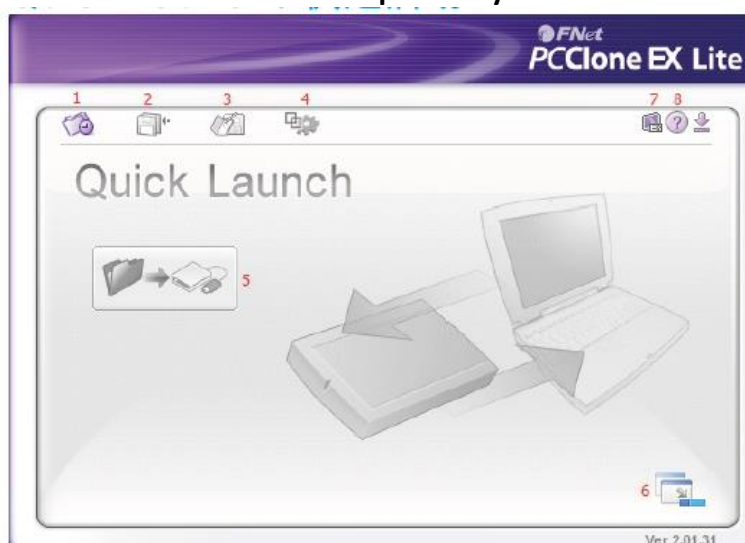 FNet
PCClone EX Lite
1 2 3 4 7 8
?
Quick Launch
5
6
Ver 2.01.31